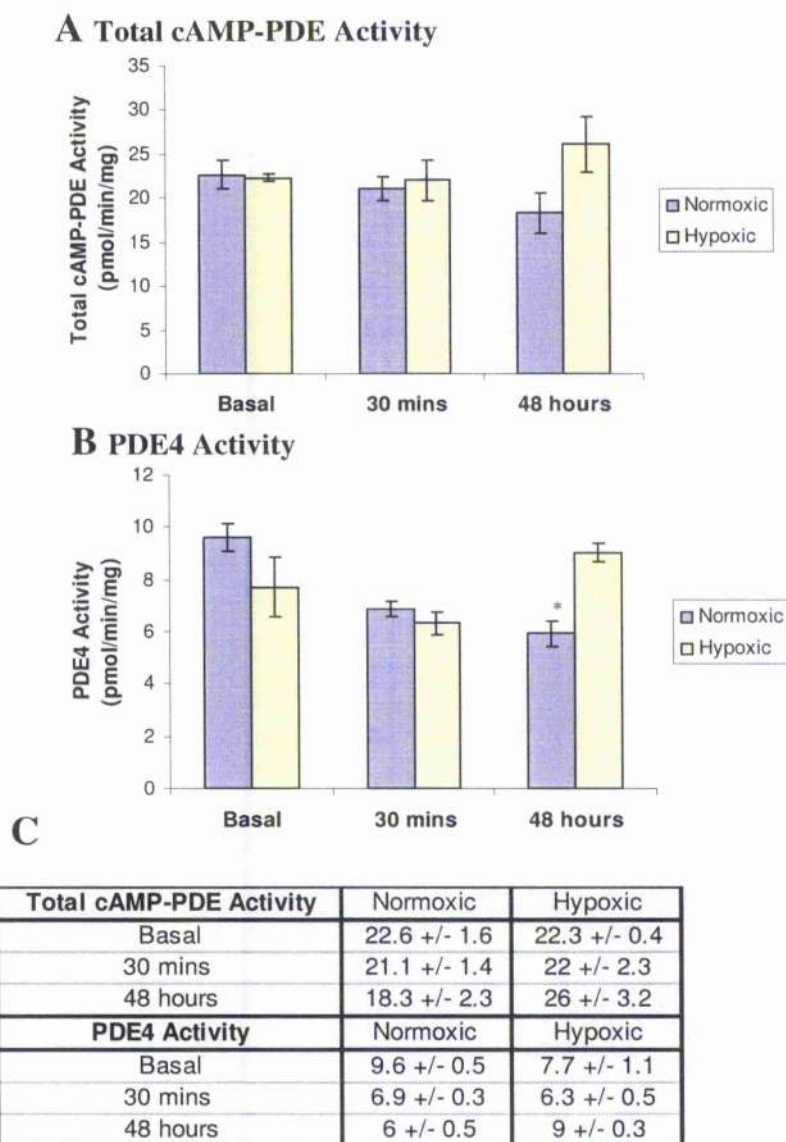 A Total cAMP-PDE Activity
Total cAMP-PDE Activity
(pmol/min/mg)
35
30
25
20
15
10
5
0
Basal 30 mins 48 hours
Normoxic
Hypoxic
B PDE4 Activity
PDE4 Activity
(pmol/min/mg)
12
10
8
6
4
2
0
*
Basal 30 mins 48 hours
Normoxic
Hypoxic
C
Total cAMP-PDE Activity Normoxic Hypoxic
Basal 22.6 +/- 1.6 22.3 +/- 0.4
30 mins 21.1 +/- 1.4 22 +/- 2.3
48 hours 18.3 +/- 2.3 26 +/- 3.2
PDE4 Activity Normoxic Hypoxic
Basal 9.6 +/- 0.5 7.7 +/- 1.1
30 mins 6.9 +/- 0.3 6.3 +/- 0.5
48 hours 6 +/- 0.5 9 +/- 0.3